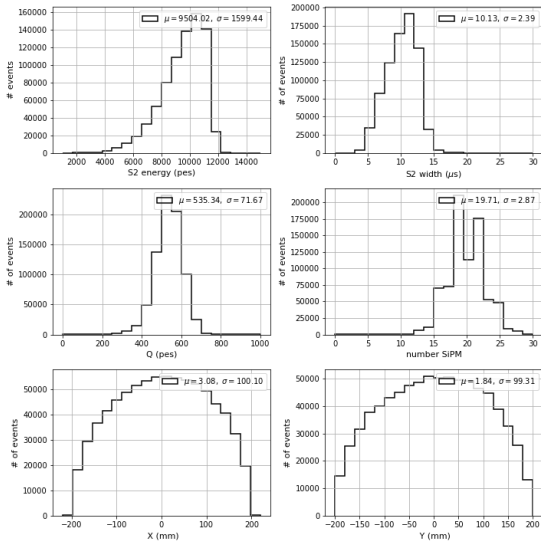 μ=9504.02, σ=1599.44
160000
140000
120000
100000
80000
60000
40000
20000
0
# events
2000 4000 6000 8000 10000 12000 14000
S2 energy (pes)
μ=10.13, σ=2.39
200000
175000
150000
125000
100000
75000
50000
25000
0
# of events
0 5 10 15 20 25 30
S2 width (μs)
μ=535.34, σ=71.67
200000
150000
100000
50000
0
# of events
0 200 400 600 800 1000
Q (pes)
μ=19.71, σ=2.87
200000
175000
150000
125000
100000
75000
50000
25000
0
# of events
0 5 10 15 20 25 30
number SiPM
μ=3.08, σ=100.10
50000
40000
30000
20000
10000
0
# of events
−200 −100 0 100 200
X (mm)
μ=1.84, σ=99.31
50000
40000
30000
20000
10000
0
# of events
−200 −150 −100 −50 0 50 100 150 200
Y (mm)